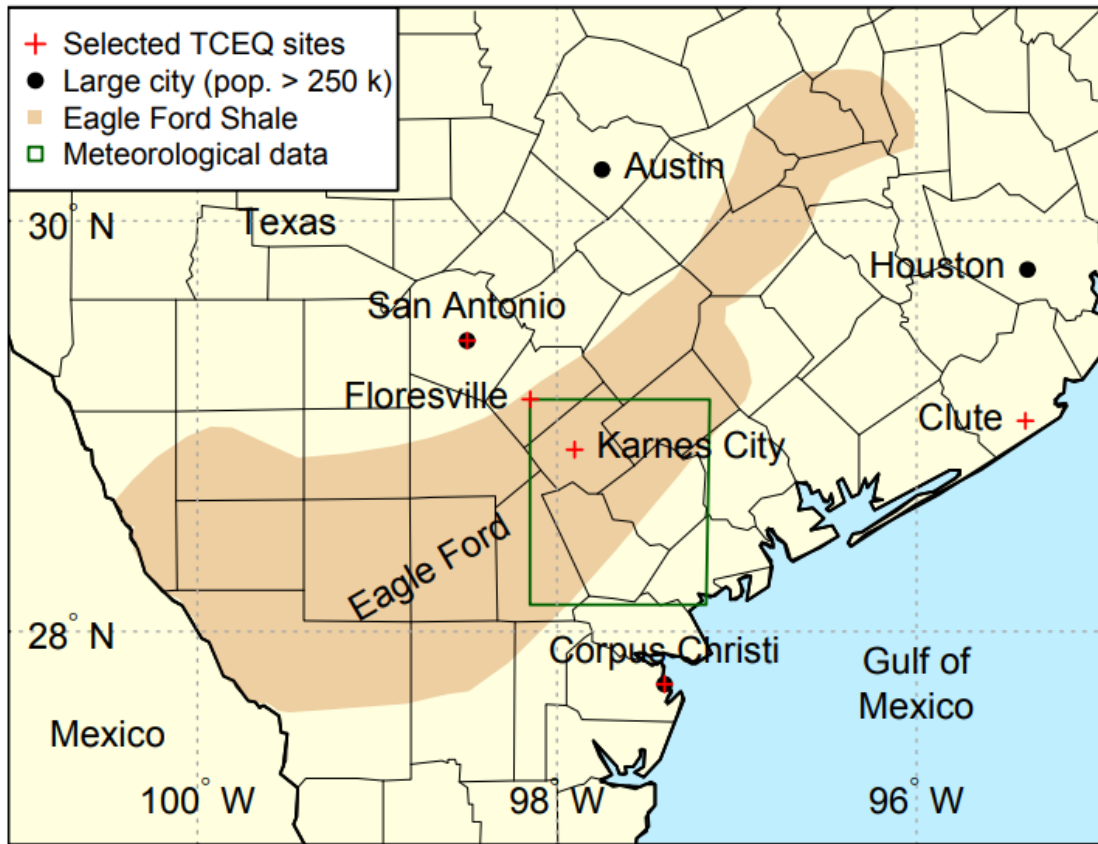 Selected TCEQ sites
Large city (pop. > 250 k)
Eagle Ford Shale
Meteorological data
Austin
30° N
Texas
Houston
San Antonio
Floresville
Clute
Karnes City
Eagle Ford
28° N
Corpus Christi
Gulf of
Mexico
Mexico
100° W
98° W
96° W